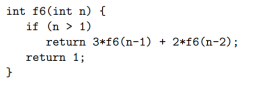 int f6(int n) {
if (n > 1)
return 3*f6(n-1) + 2*f6(n-2);
return 1;
}